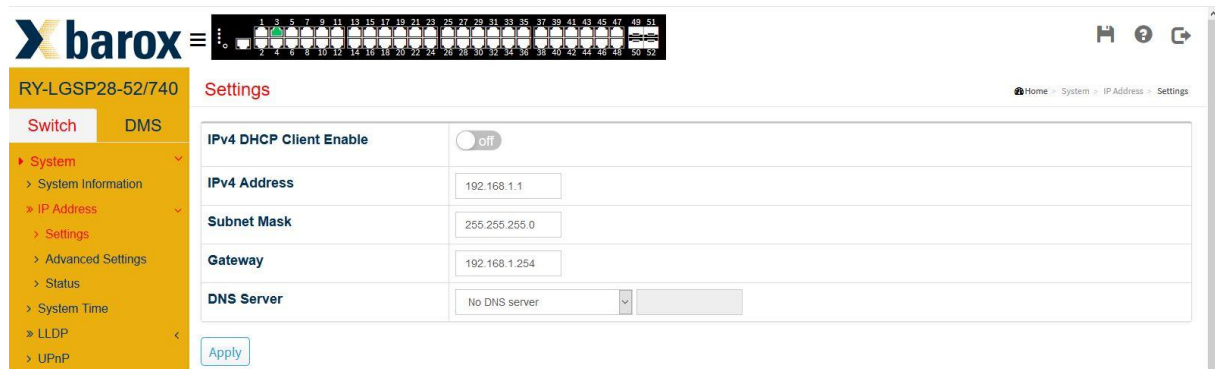 barox
1 3 5 7 9 11 13 15 17 19 21 23 25 27 29 31 33 35 37 39 41 43 45 47 49 51
2 4 6 8 10 12 14 16 18 20 22 24 26 28 30 32 34 36 38 40 42 44 46 48 50 52
RY-LGSP28-52/740
Settings
Home > System > IP Address > Settings
Switch DMS
System
System Information
IP Address
Settings
Advanced Settings
Status
System Time
LLDP
UPnP
IPv4 DHCP Client Enable off
IPv4 Address 192.168.1.1
Subnet Mask 255.255.255.0
Gateway 192.168.1.254
DNS Server No DNS server
Apply